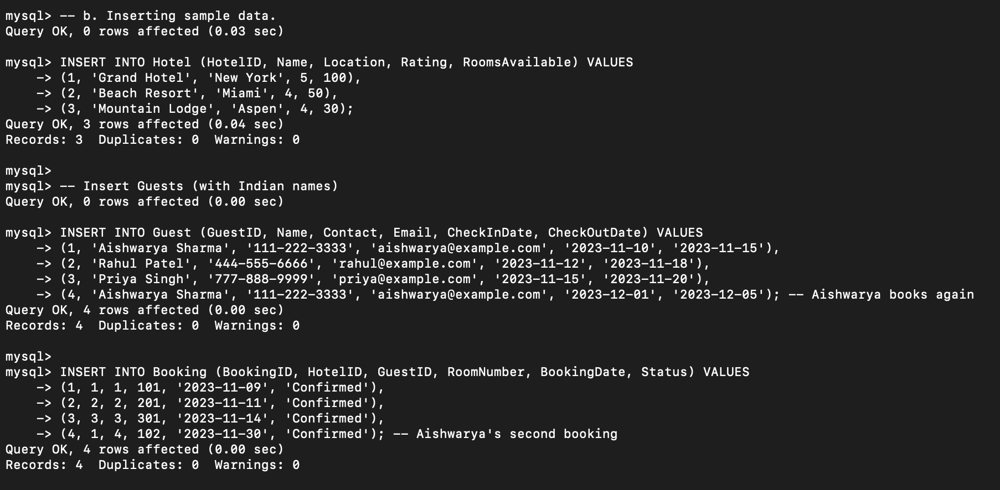 mysql> -- b. Inserting sample data.
Query OK, 0 rows affected (0.03 sec)
mysql> INSERT INTO Hotel (HotelID, Name, Location, Rating, RoomsAvailable) VALUES
    -> (1, 'Grand Hotel', 'New York', 5, 100),
    -> (2, 'Beach Resort', 'Miami', 4, 50),
    -> (3, 'Mountain Lodge', 'Aspen', 4, 30);
Query OK, 3 rows affected (0.04 sec)
Records: 3  Duplicates: 0  Warnings: 0
mysql>
mysql> -- Insert Guests (with Indian names)
Query OK, 0 rows affected (0.00 sec)
mysql> INSERT INTO Guest (GuestID, Name, Contact, Email, CheckInDate, CheckOutDate) VALUES
    -> (1, 'Aishwarya Sharma', '111-222-3333', 'aishwarya@example.com', '2023-11-10', '2023-11-15'),
    -> (2, 'Rahul Patel', '444-555-6666', 'rahul@example.com', '2023-11-12', '2023-11-18'),
    -> (3, 'Priya Singh', '777-888-9999', 'priya@example.com', '2023-11-15', '2023-11-20'),
    -> (4, 'Aishwarya Sharma', '111-222-3333', 'aishwarya@example.com', '2023-12-01', '2023-12-05'); -- Aishwarya books again
Query OK, 4 rows affected (0.00 sec)
Records: 4  Duplicates: 0  Warnings: 0
mysql>
mysql> INSERT INTO Booking (BookingID, HotelID, GuestID, RoomNumber, BookingDate, Status) VALUES
    -> (1, 1, 1, 101, '2023-11-09', 'Confirmed'),
    -> (2, 2, 2, 201, '2023-11-11', 'Confirmed'),
    -> (3, 3, 3, 301, '2023-11-14', 'Confirmed'),
    -> (4, 1, 4, 102, '2023-11-30', 'Confirmed'); -- Aishwarya's second booking
Query OK, 4 rows affected (0.00 sec)
Records: 4  Duplicates: 0  Warnings: 0